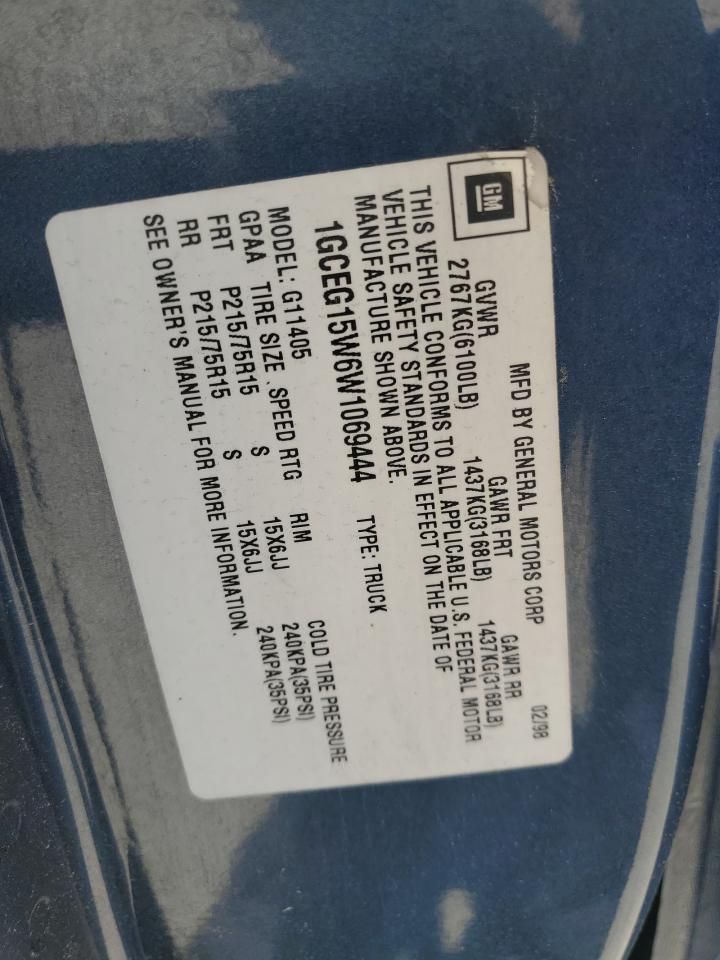 GM
MFD BY GENERAL MOTORS CORP 02/98
GVWR GAWR FRT GAWR RR
2767KG(6100LB) 1437KG(3168LB) 1437KG(3168LB)
THIS VEHICLE CONFORMS TO ALL APPLICABLE U.S. FEDERAL MOTOR
VEHICLE SAFETY STANDARDS IN EFFECT ON THE DATE OF
MANUFACTURE SHOWN ABOVE.
1GCEG15W6W1069444 TYPE: TRUCK
MODEL: G11405
GPAA TIRE SIZE SPEED RTG RIM COLD TIRE PRESSURE
FRT P215/75R15 S 15X6JJ 240KPA(35PSI)
RR P215/75R15 S 15X6JJ 240KPA(35PSI)
SEE OWNER'S MANUAL FOR MORE INFORMATION.